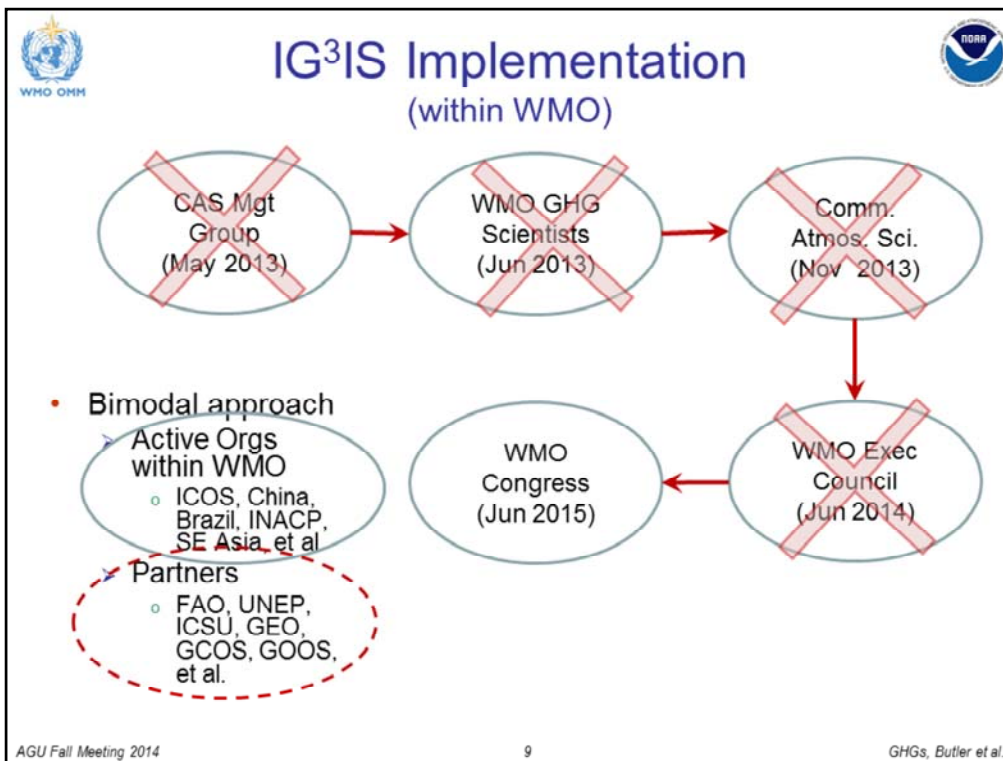 WMO OMM
IG³IS Implementation
(within WMO)
NOAA
CAS Mgt
Group
(May 2013)
WMO GHG
Scientists
(Jun 2013)
Comm.
Atmos. Sci.
(Nov 2013)
• Bimodal approach
➢ Active Orgs
within WMO
o ICOS, China,
Brazil, INACP,
SE Asia, et al
➢ Partners
o FAO, UNEP,
ICSU, GEO,
GCOS, GOOS,
et al.
WMO
Congress
(Jun 2015)
WMO Exec
Council
(Jun 2014)
AGU Fall Meeting 2014
9
GHGs, Butler et al.